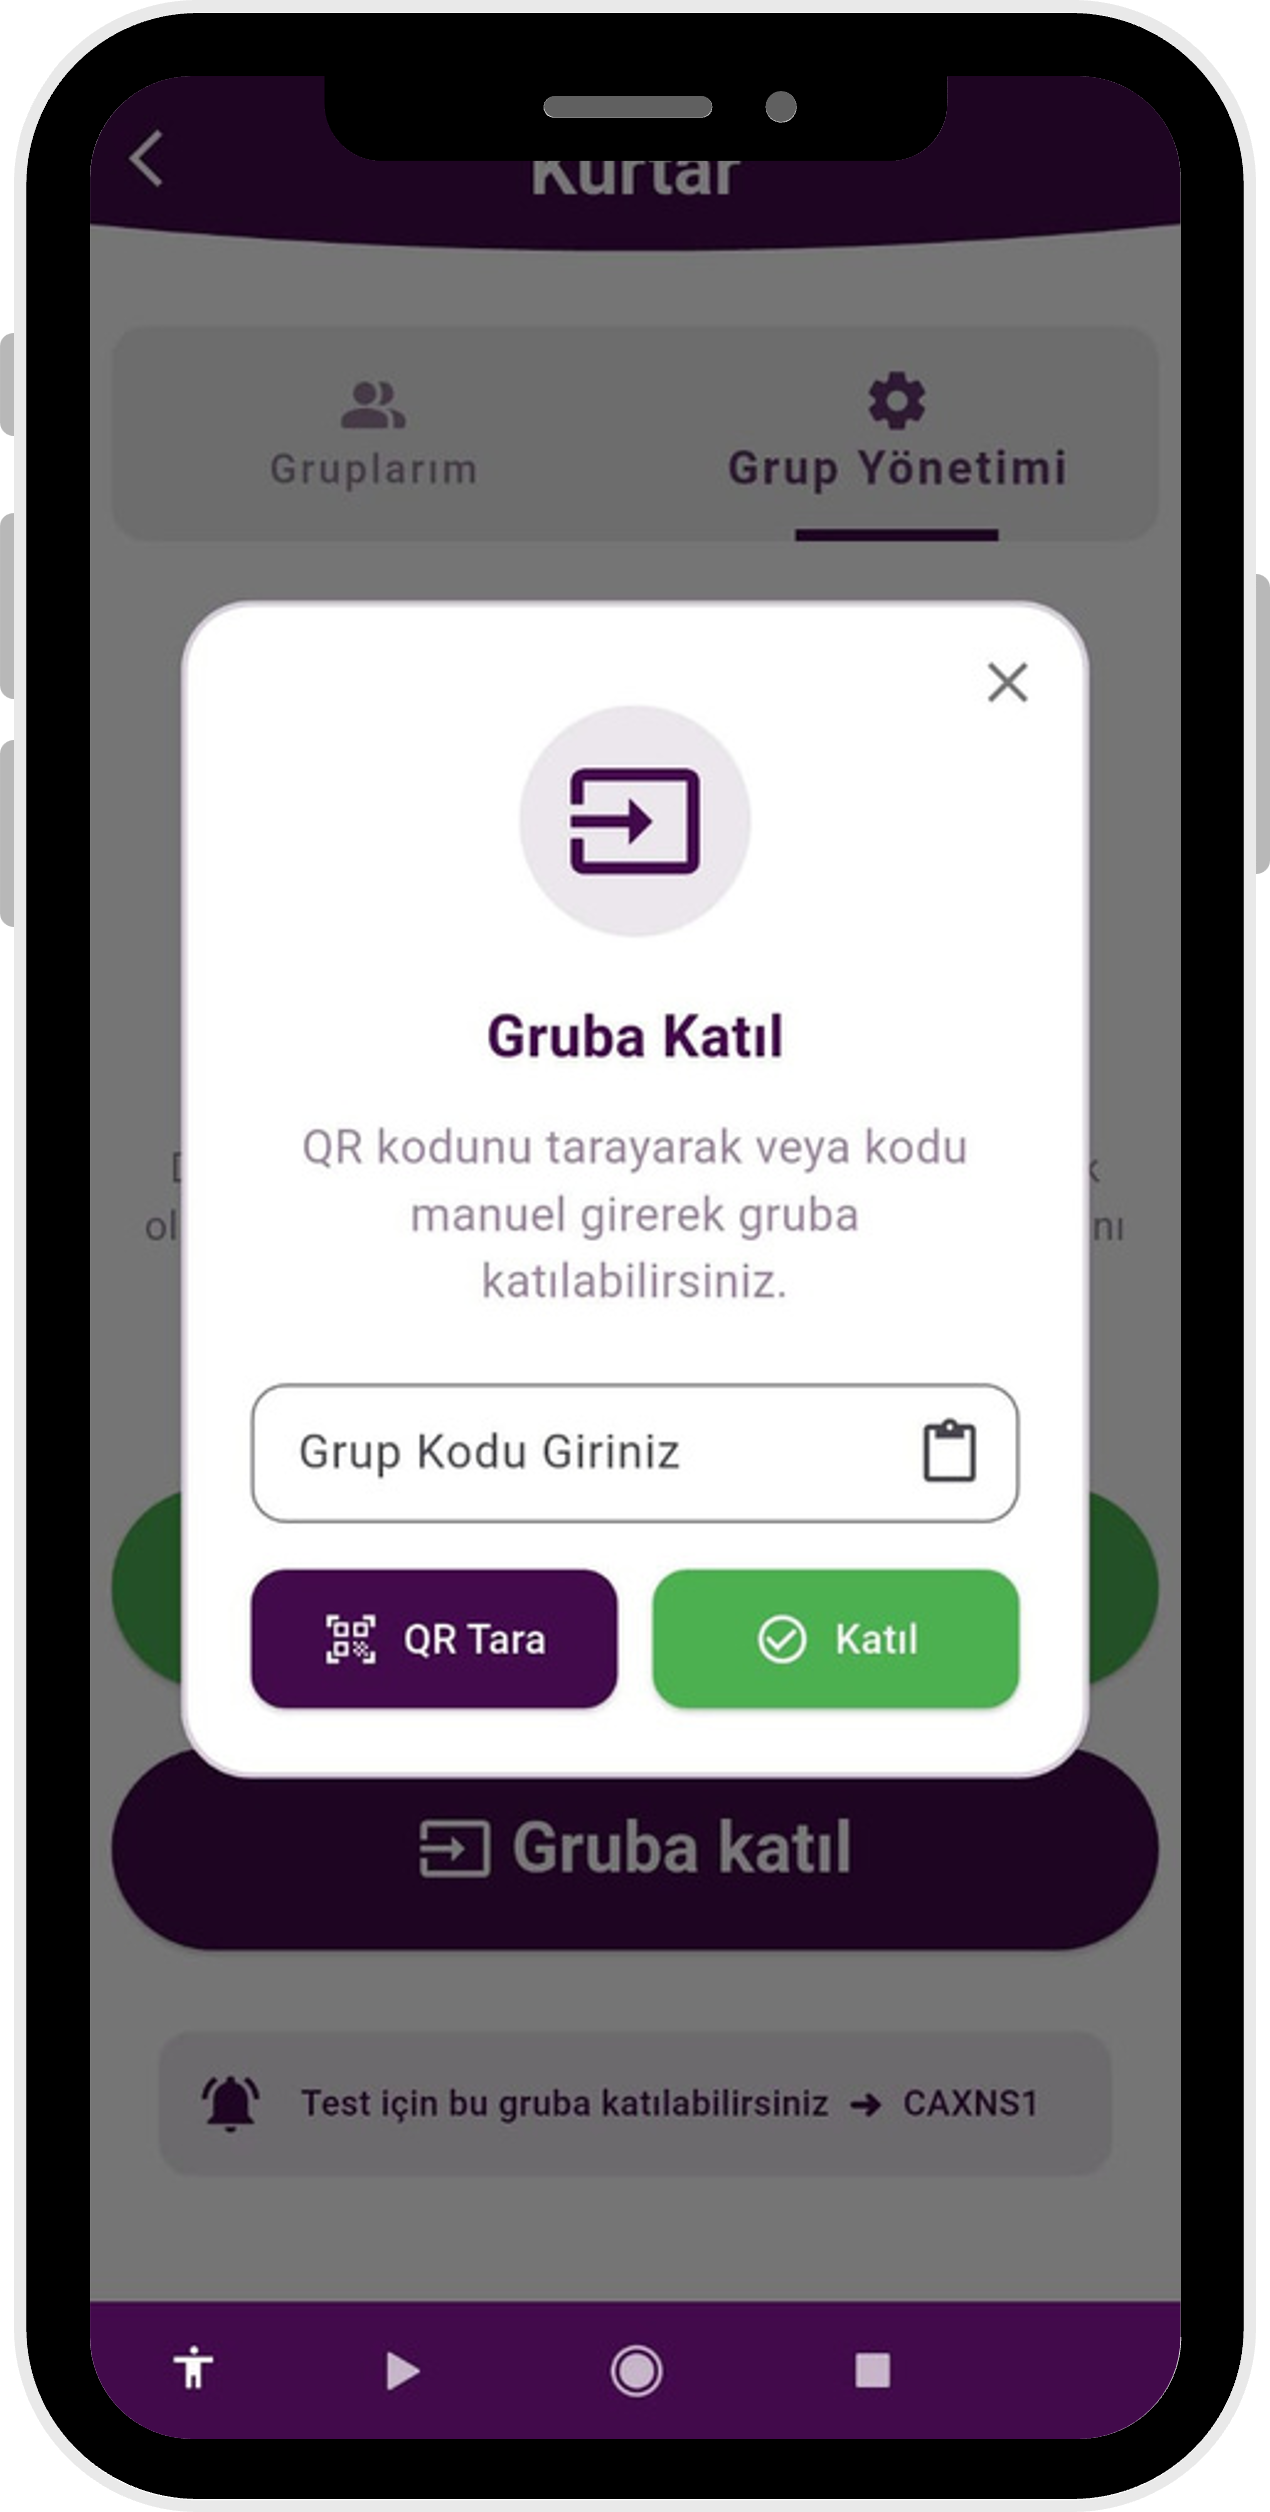 Kurtar
Gruplarım
Grup Yönetimi
Gruba Katıl
QR kodunu tarayarak veya kodu
manuel girerek gruba
katılabilirsiniz.
Grup Kodu Giriniz
QR Tara
Katıl
Gruba katıl
Test için bu gruba katılabilirsiniz ➔ CAXNS1